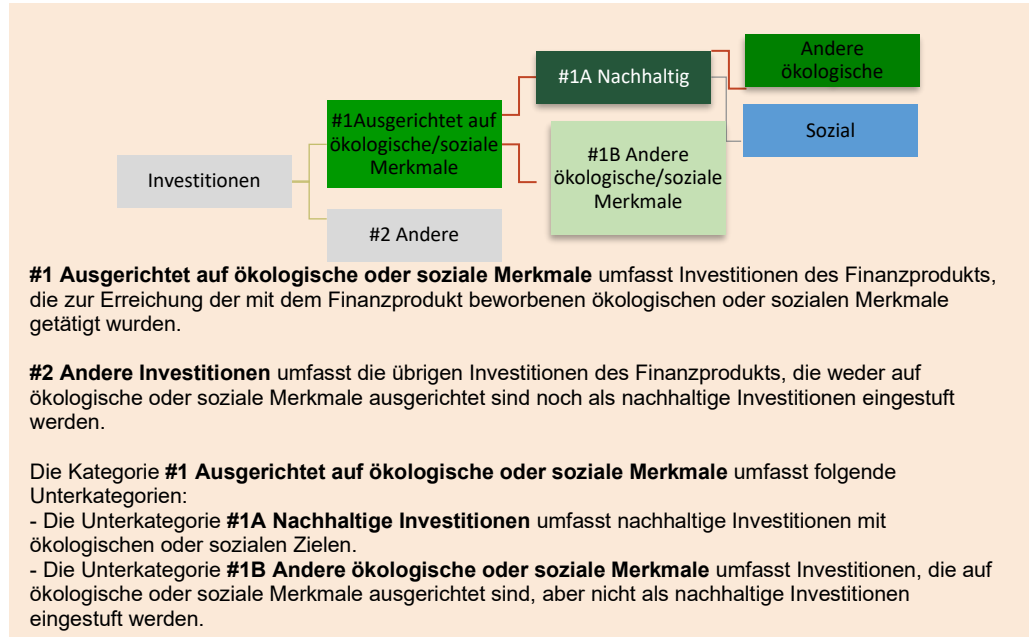 Andere
ökologische
#1A Nachhaltig
#1Ausgerichtet auf
ökologische/soziale
Merkmale
Sozial
#1B Andere
ökologische/soziale
Merkmale
Investitionen
#2 Andere
#1 Ausgerichtet auf ökologische oder soziale Merkmale umfasst Investitionen des Finanzprodukts,
die zur Erreichung der mit dem Finanzprodukt beworbenen ökologischen oder sozialen Merkmale
getätigt wurden.
#2 Andere Investitionen umfasst die übrigen Investitionen des Finanzprodukts, die weder auf
ökologische oder soziale Merkmale ausgerichtet sind noch als nachhaltige Investitionen eingestuft
werden.
Die Kategorie #1 Ausgerichtet auf ökologische oder soziale Merkmale umfasst folgende
Unterkategorien:
- Die Unterkategorie #1A Nachhaltige Investitionen umfasst nachhaltige Investitionen mit
ökologischen oder sozialen Zielen.
- Die Unterkategorie #1B Andere ökologische oder soziale Merkmale umfasst Investitionen, die auf
ökologische oder soziale Merkmale ausgerichtet sind, aber nicht als nachhaltige Investitionen
eingestuft werden.